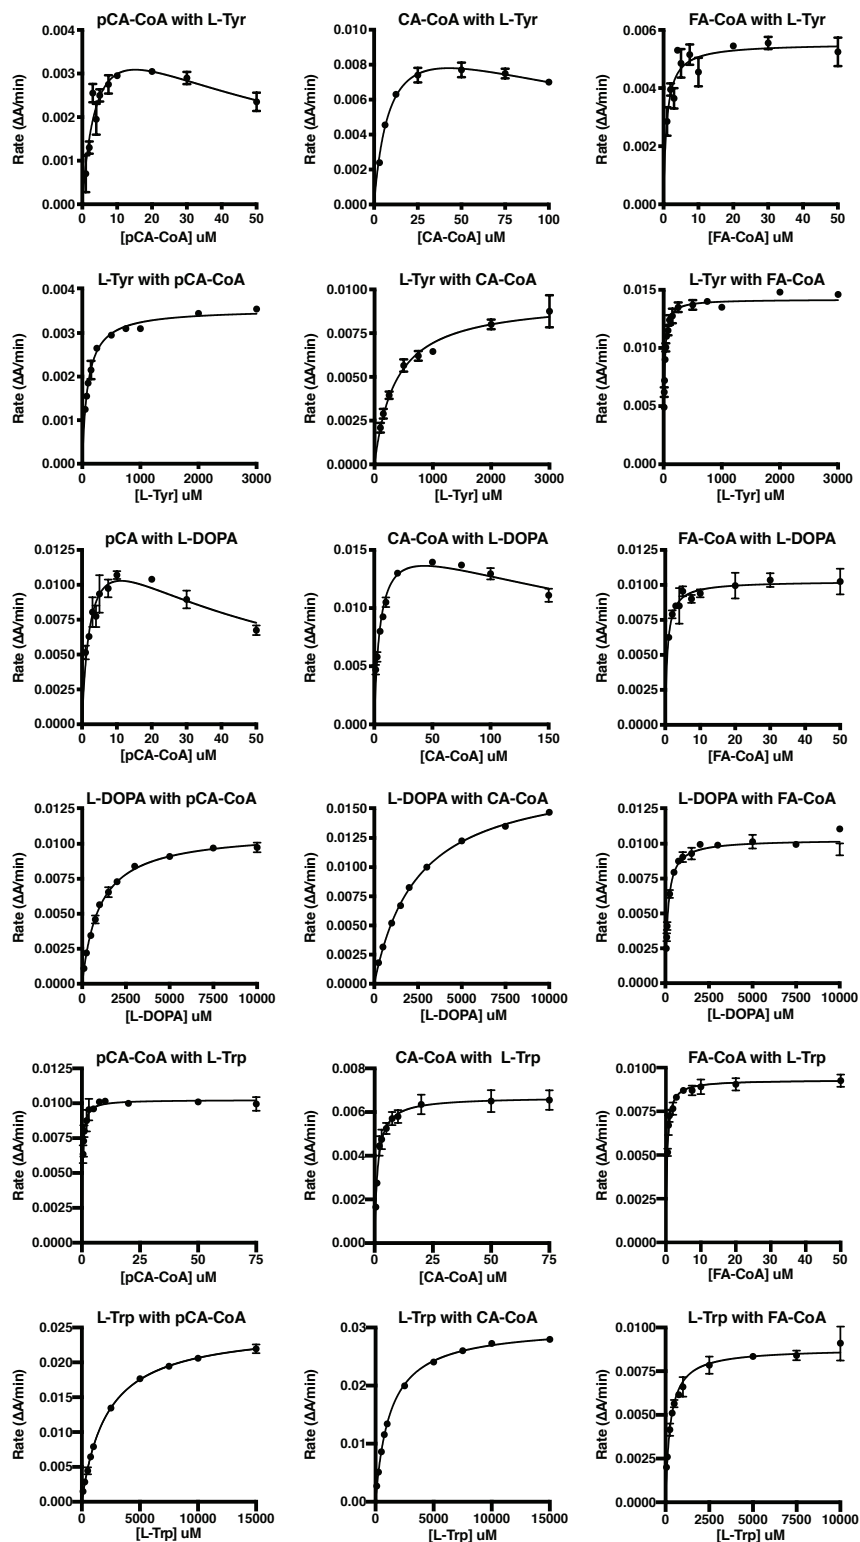 pCA-CoA with L-Tyr
Rate (ΔA/min)
0.004
0.003
0.002
0.001
0.000
0 10 20 30 40 50
[pCA-CoA] uM
CA-CoA with L-Tyr
Rate (ΔA/min)
0.010
0.008
0.006
0.004
0.002
0.000
0 25 50 75 100
[CA-CoA] uM
FA-CoA with L-Tyr
Rate (ΔA/min)
0.006
0.004
0.002
0.000
0 10 20 30 40 50
[FA-CoA] uM
L-Tyr with pCA-CoA
Rate (ΔA/min)
0.004
0.003
0.002
0.001
0.000
0 1000 2000 3000
[L-Tyr] uM
L-Tyr with CA-CoA
Rate (ΔA/min)
0.0100
0.0075
0.0050
0.0025
0.0000
0 1000 2000 3000
[L-Tyr] uM
L-Tyr with FA-CoA
Rate (ΔA/min)
0.015
0.010
0.005
0.000
0 1000 2000 3000
[L-Tyr] uM
pCA with L-DOPA
Rate (ΔA/min)
0.0125
0.0100
0.0075
0.0050
0.0025
0.0000
0 10 20 30 40 50
[pCA-CoA] uM
CA-CoA with L-DOPA
Rate (ΔA/min)
0.015
0.010
0.005
0.000
0 50 100 150
[CA-CoA] uM
FA-CoA with L-DOPA
Rate (ΔA/min)
0.0125
0.0100
0.0075
0.0050
0.0025
0.0000
0 10 20 30 40 50
[FA-CoA] uM
L-DOPA with pCA-CoA
Rate (ΔA/min)
0.0125
0.0100
0.0075
0.0050
0.0025
0.0000
0 2500 5000 7500 10000
[L-DOPA] uM
L-DOPA with CA-CoA
Rate (ΔA/min)
0.0150
0.0125
0.0100
0.0075
0.0050
0.0025
0.0000
0 2500 5000 7500 10000
[L-DOPA] uM
L-DOPA with FA-CoA
Rate (ΔA/min)
0.0125
0.0100
0.0075
0.0050
0.0025
0.0000
0 2500 5000 7500 10000
[L-DOPA] uM
pCA-CoA with L-Trp
Rate (ΔA/min)
0.0125
0.0100
0.0075
0.0050
0.0025
0.0000
0 25 50 75
[pCA-CoA] uM
CA-CoA with L-Trp
Rate (ΔA/min)
0.008
0.006
0.004
0.002
0.000
0 25 50 75
[CA-CoA] uM
FA-CoA with L-Trp
Rate (ΔA/min)
0.0100
0.0075
0.0050
0.0025
0.0000
0 10 20 30 40 50
[FA-CoA] uM
L-Trp with pCA-CoA
Rate (ΔA/min)
0.025
0.020
0.015
0.010
0.005
0.000
0 5000 10000 15000
[L-Trp] uM
L-Trp with CA-CoA
Rate (ΔA/min)
0.03
0.02
0.01
0.00
0 5000 10000 15000
[L-Trp] uM
L-Trp with FA-CoA
Rate (ΔA/min)
0.0100
0.0075
0.0050
0.0025
0.0000
0 2500 5000 7500 10000
[L-Trp] uM